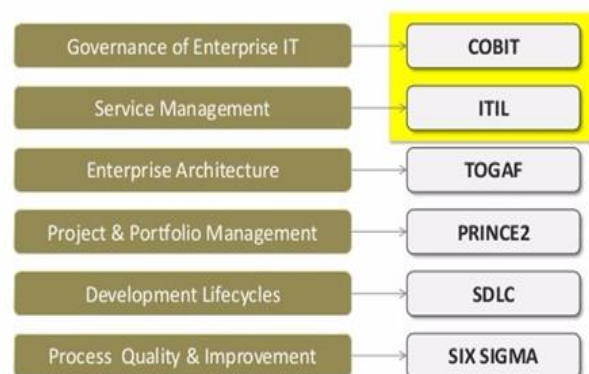 Governance of Enterprise IT
COBIT
Service Management
ITIL
Enterprise Architecture
TOGAF
Project & Portfolio Management
PRINCE2
Development Lifecycles
SDLC
Process Quality & Improvement
SIX SIGMA